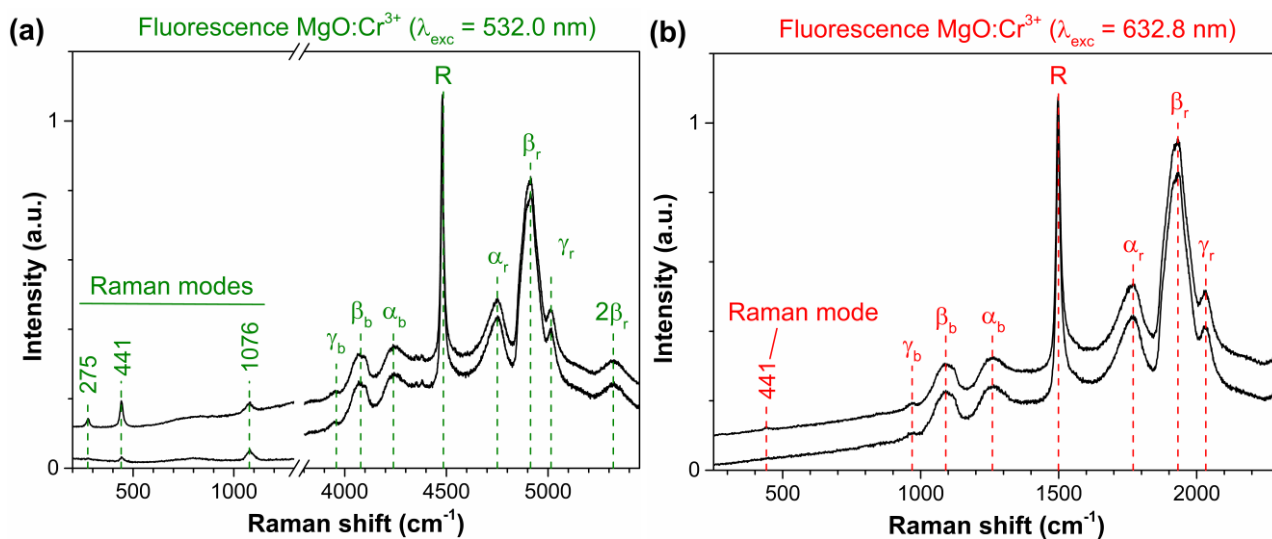 (a) Fluorescence MgO:Cr³⁺ (λexc = 532.0 nm)
R
βr
γr
αr
2βr
Raman modes
βb
αb
γb
275
441
1076
1
0
Intensity (a.u.)
500
1000
4000
4500
5000
Raman shift (cm⁻¹)
(b) Fluorescence MgO:Cr³⁺ (λexc = 632.8 nm)
R
βr
αr
γr
Raman mode
βb
αb
γb
441
1
0
Intensity (a.u.)
500
1000
1500
2000
Raman shift (cm⁻¹)